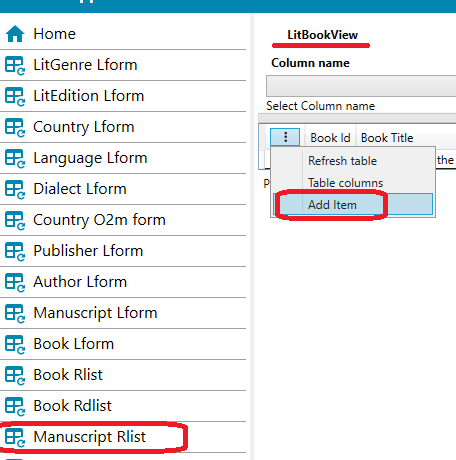 Home
LitGenre Lform
LitEdition Lform
Country Lform
Language Lform
Dialect Lform
Country O2m form
Publisher Lform
Author Lform
Manuscript Lform
Book Lform
Book Rlist
Book Rdlist
Manuscript Rlist
LitBookView
Column name
Select Column name
Book Id Book Title
the
Refresh table
Table columns
Add Item